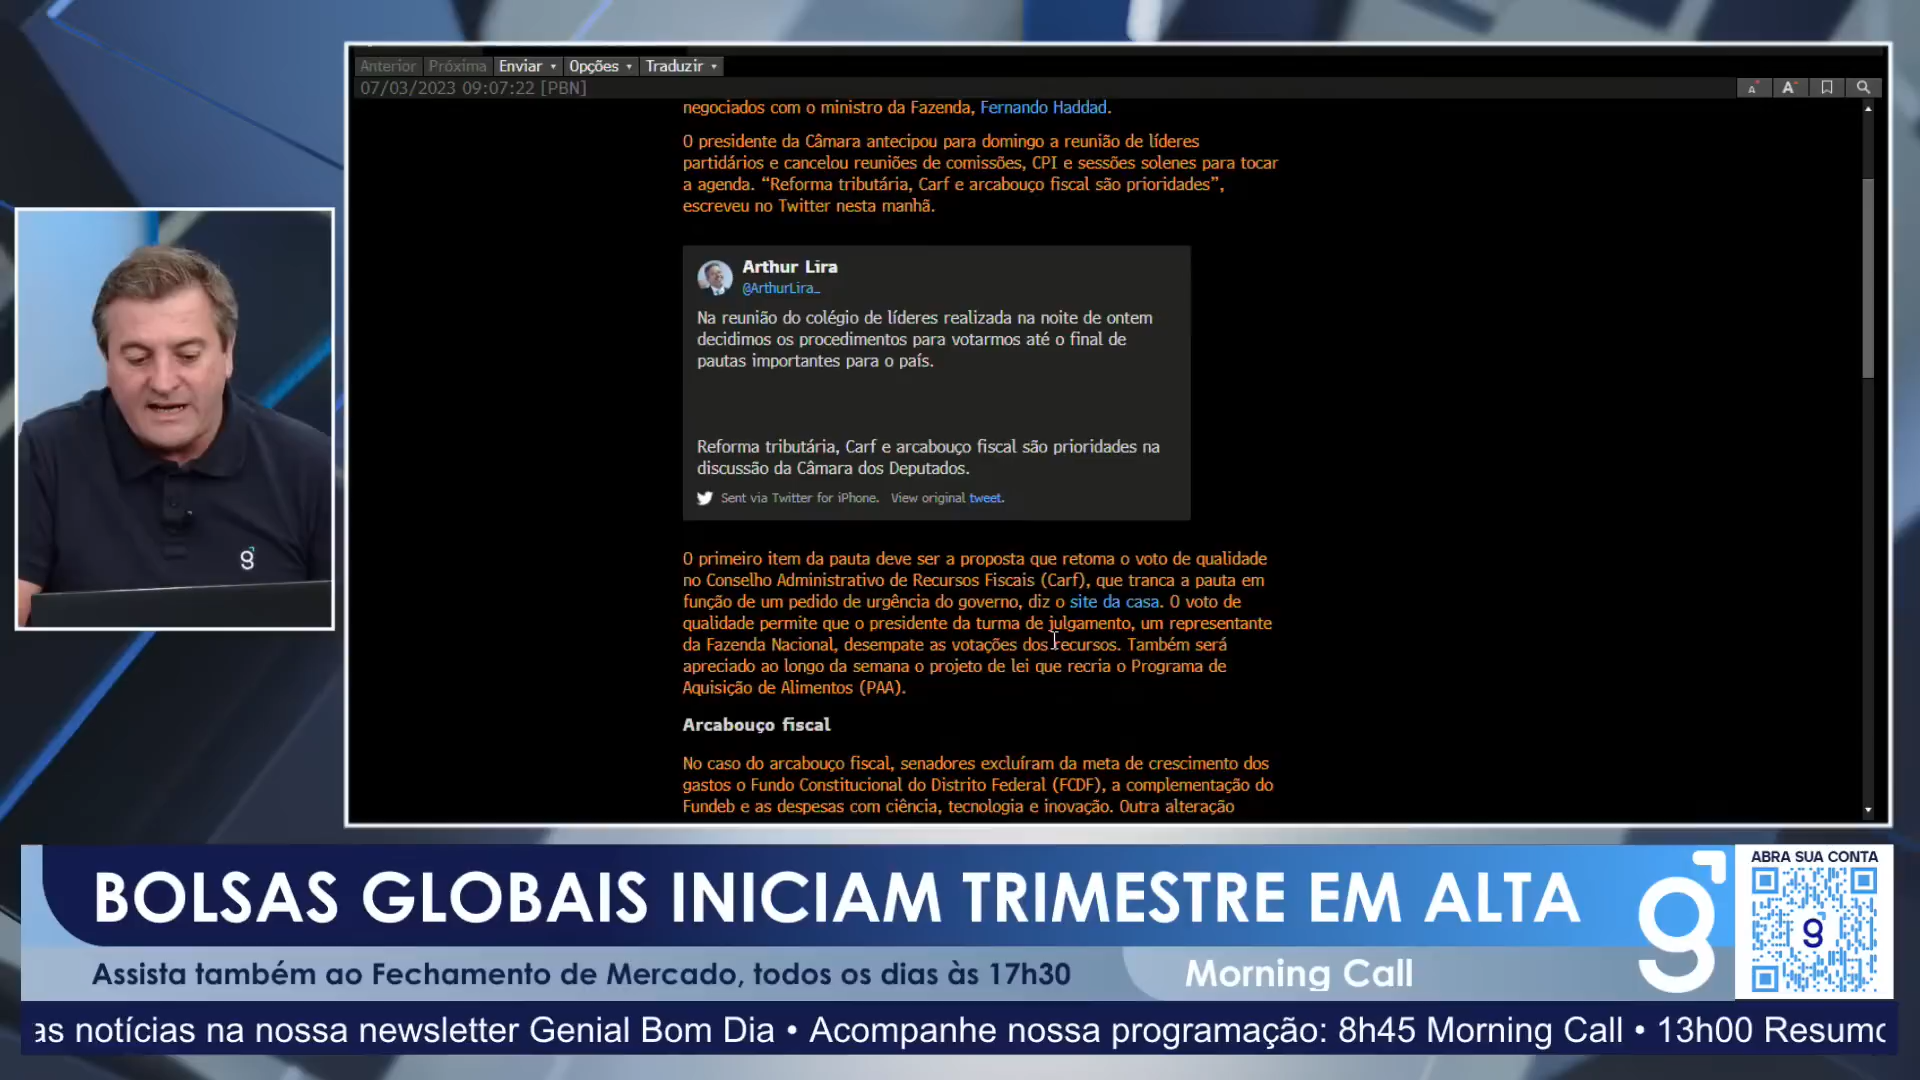 Anterior Próxima Enviar Opções Traduzir
07/03/2023 09:07:22 [PBN]
A A
negociados com o ministro da Fazenda, Fernando Haddad.
O presidente da Câmara antecipou para domingo a reunião de líderes
partidários e cancelou reuniões de comissões, CPI e sessões solenes para tocar
a agenda. “Reforma tributária, Carf e arcabouço fiscal são prioridades”,
escreveu no Twitter nesta manhã.
Arthur Lira
@ArthurLira_
Na reunião do colégio de líderes realizada na noite de ontem
decidimos os procedimentos para votarmos até o final de
pautas importantes para o país.
Reforma tributária, Carf e arcabouço fiscal são prioridades na
discussão da Câmara dos Deputados.
Sent via Twitter for iPhone. View original tweet.
O primeiro item da pauta deve ser a proposta que retoma o voto de qualidade
no Conselho Administrativo de Recursos Fiscais (Carf), que tranca a pauta em
função de um pedido de urgência do governo, diz o site da casa. O voto de
qualidade permite que o presidente da turma de julgamento, um representante
da Fazenda Nacional, desempate as votações dos recursos. Também será
apreciado ao longo da semana o projeto de lei que recria o Programa de
Aquisição de Alimentos (PAA).
Arcabouço fiscal
No caso do arcabouço fiscal, senadores excluíram da meta de crescimento dos
gastos o Fundo Constitucional do Distrito Federal (FCDF), a complementação do
Fundeb e as despesas com ciência, tecnologia e inovação. Outra alteração
g
BOLSAS GLOBAIS INICIAM TRIMESTRE EM ALTA
Assista também ao Fechamento de Mercado, todos os dias às 17h30
Morning Call
g
ABRA SUA CONTA
g
as notícias na nossa newsletter Genial Bom Dia • Acompanhe nossa programação: 8h45 Morning Call • 13h00 Resumo